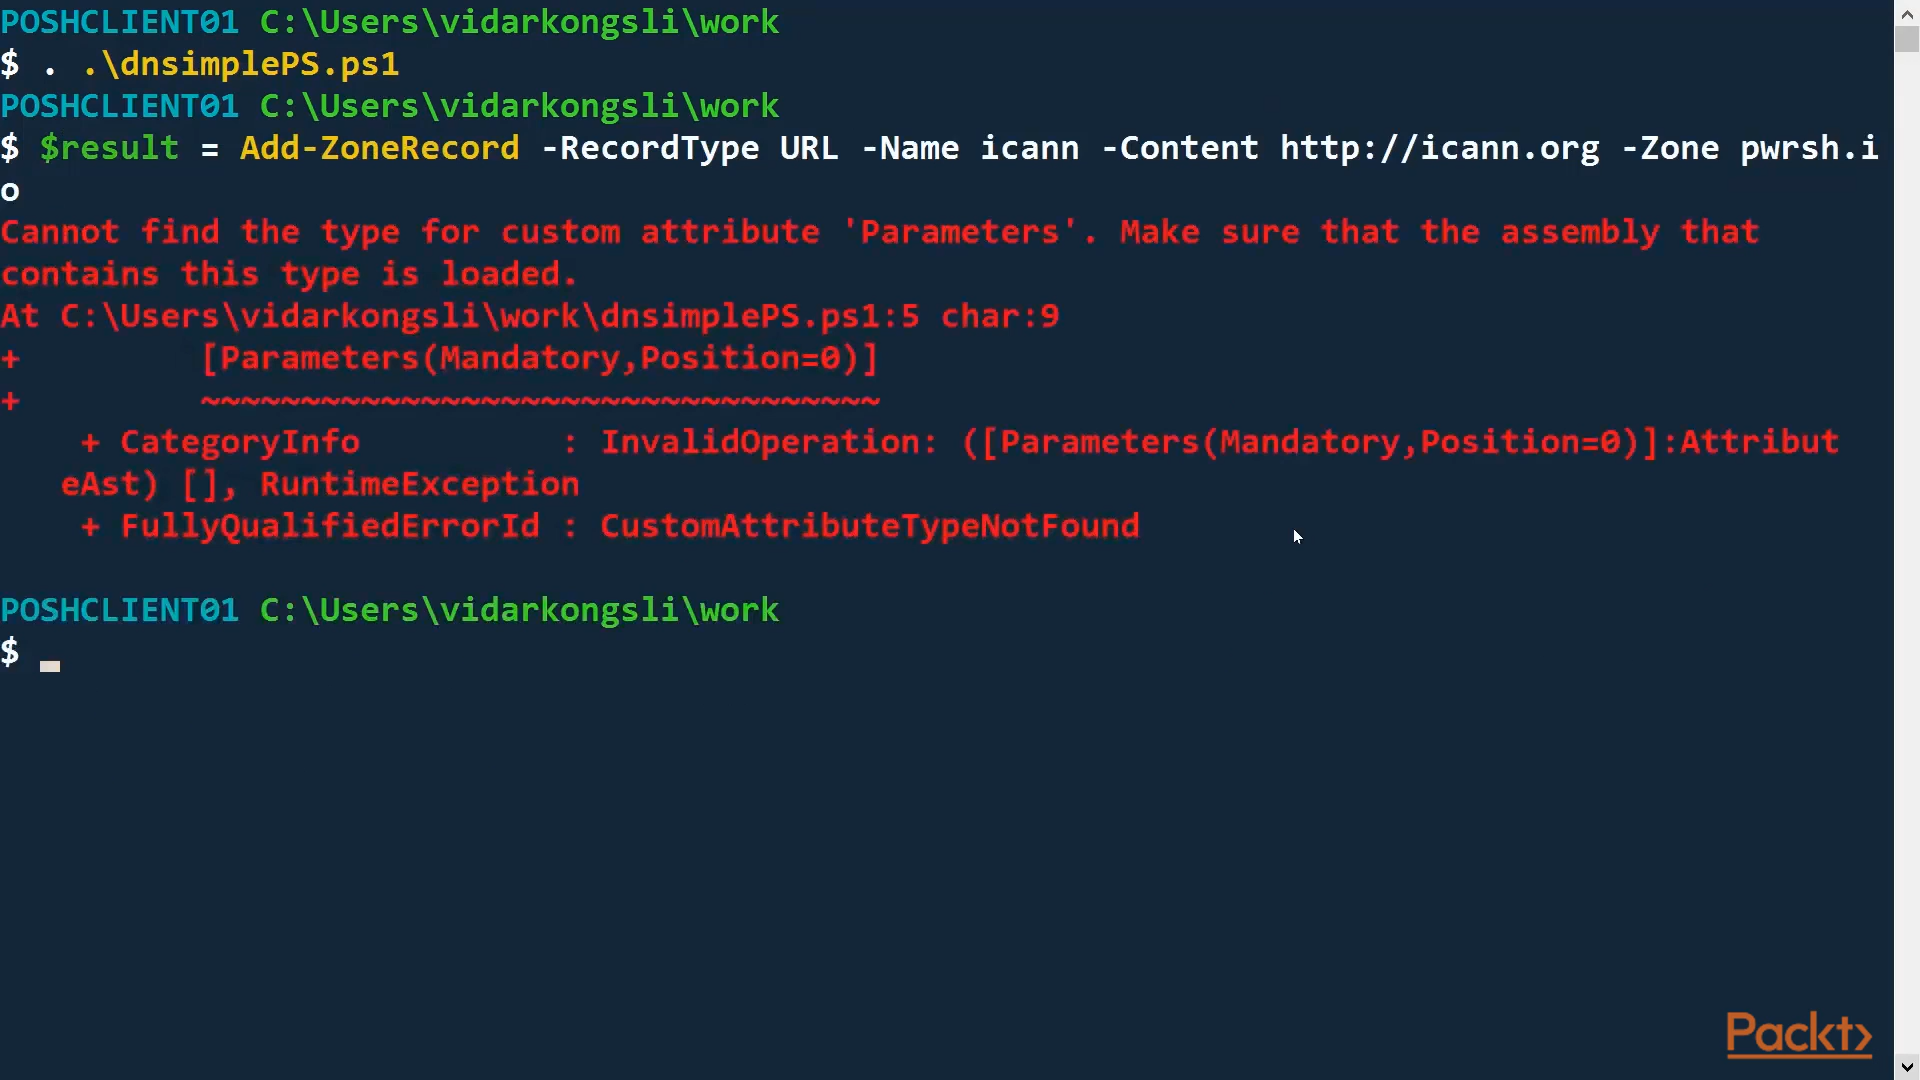 POSHCLIENT01 C:\Users\vidarkongsli\work
$ . .\dnsimplePS.ps1
POSHCLIENT01 C:\Users\vidarkongsli\work
$ $result = Add-ZoneRecord -RecordType URL -Name icann -Content http://icann.org -Zone pwrsh.i
o
Cannot find the type for custom attribute 'Parameters'. Make sure that the assembly that
contains this type is loaded.
At C:\Users\vidarkongsli\work\dnsimplePS.ps1:5 char:9
+         [Parameters(Mandatory,Position=0)]
+         ~~~~~~~~~~~~~~~~~~~~~~~~~~~~~~~~~~
    + CategoryInfo          : InvalidOperation: ([Parameters(Mandatory,Position=0)]:Attribut
   eAst) [], RuntimeException
    + FullyQualifiedErrorId : CustomAttributeTypeNotFound
POSHCLIENT01 C:\Users\vidarkongsli\work
$ _
Packt>